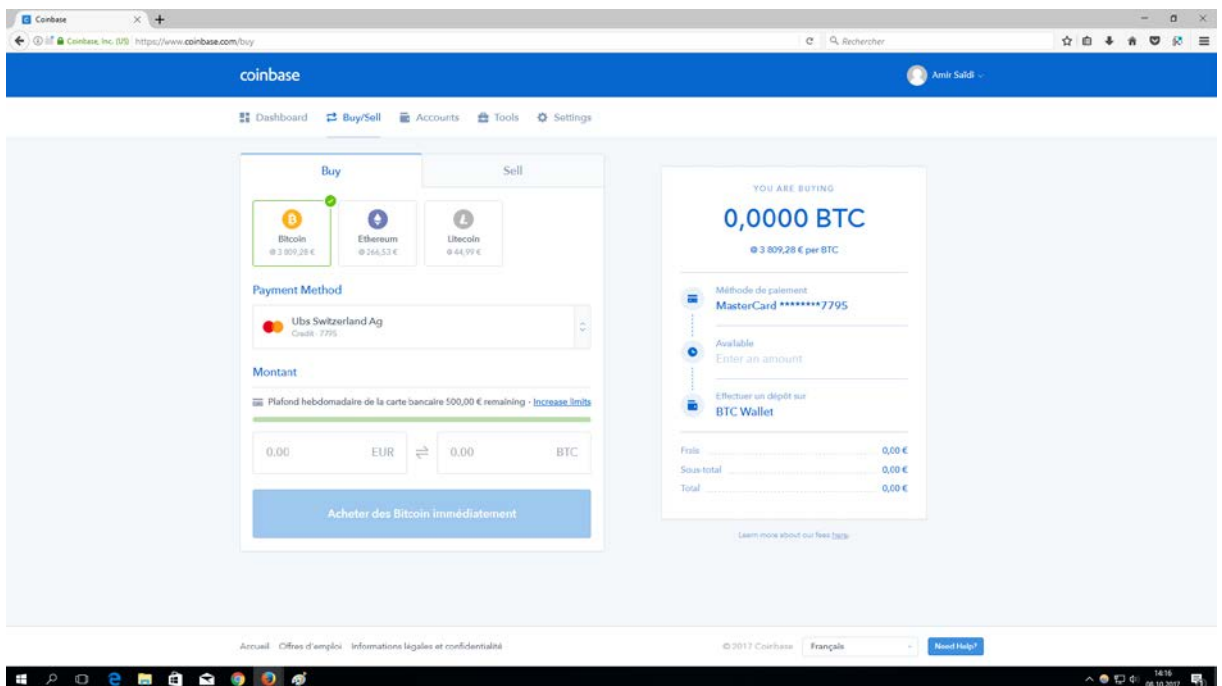 Coinbase
Coinbase, Inc. (US) https://www.coinbase.com/buy
Rechercher
coinbase
Amir Saïdi
Dashboard Buy/Sell Accounts Tools Settings
Buy Sell
Bitcoin
@ 3 809,28 €
Ethereum
@ 266,53 €
Litecoin
@ 44,99 €
Payment Method
Ubs Switzerland Ag
Credit - 7795
Montant
Plafond hebdomadaire de la carte bancaire 500,00 € remaining - Increase limits
0.00 EUR 0.00 BTC
Acheter des Bitcoin immédiatement
YOU ARE BUYING
0,0000 BTC
@ 3 809,28 € per BTC
Méthode de paiement
MasterCard ********7795
Available
Enter an amount
Effectuer un dépôt sur
BTC Wallet
Frais 0,00 €
Sous-total 0,00 €
Total 0,00 €
Learn more about our fees here.
Accueil Offres d'emploi Informations légales et confidentialité
© 2017 Coinbase Français Need Help?
14:16
08.10.2017